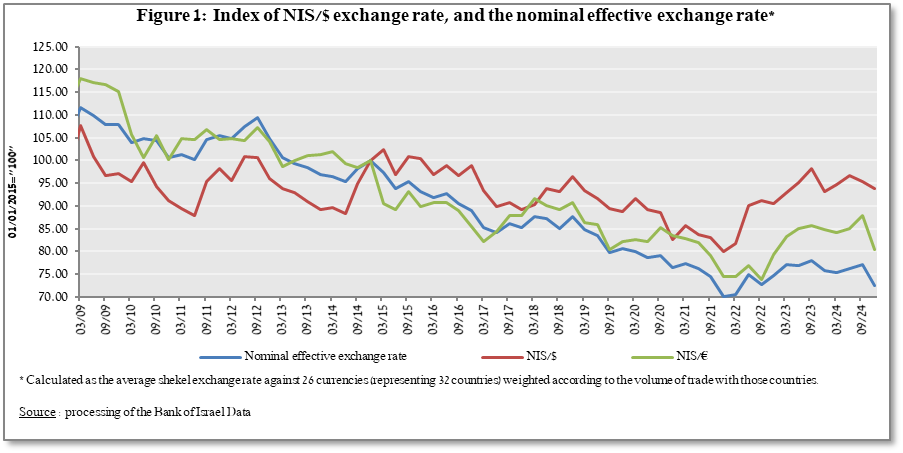 Figure 1: Index of NIS/$ exchange rate, and the nominal effective exchange rate*
01/01/2015="100"
125.00
120.00
115.00
110.00
105.00
100.00
95.00
90.00
85.00
80.00
75.00
70.00
03/09 09/09 03/10 09/10 03/11 09/11 03/12 09/12 03/13 09/13 03/14 09/14 03/15 09/15 03/16 09/16 03/17 09/17 03/18 09/18 03/19 09/19 03/20 09/20 03/21 09/21 03/22 09/22 03/23 09/23 03/24 09/24
Nominal effective exchange rate NIS/$ NIS/€
* Calculated as the average shekel exchange rate against 26 currencies (representing 32 countries) weighted according to the volume of trade with those countries.
Source : processing of the Bank of Israel Data